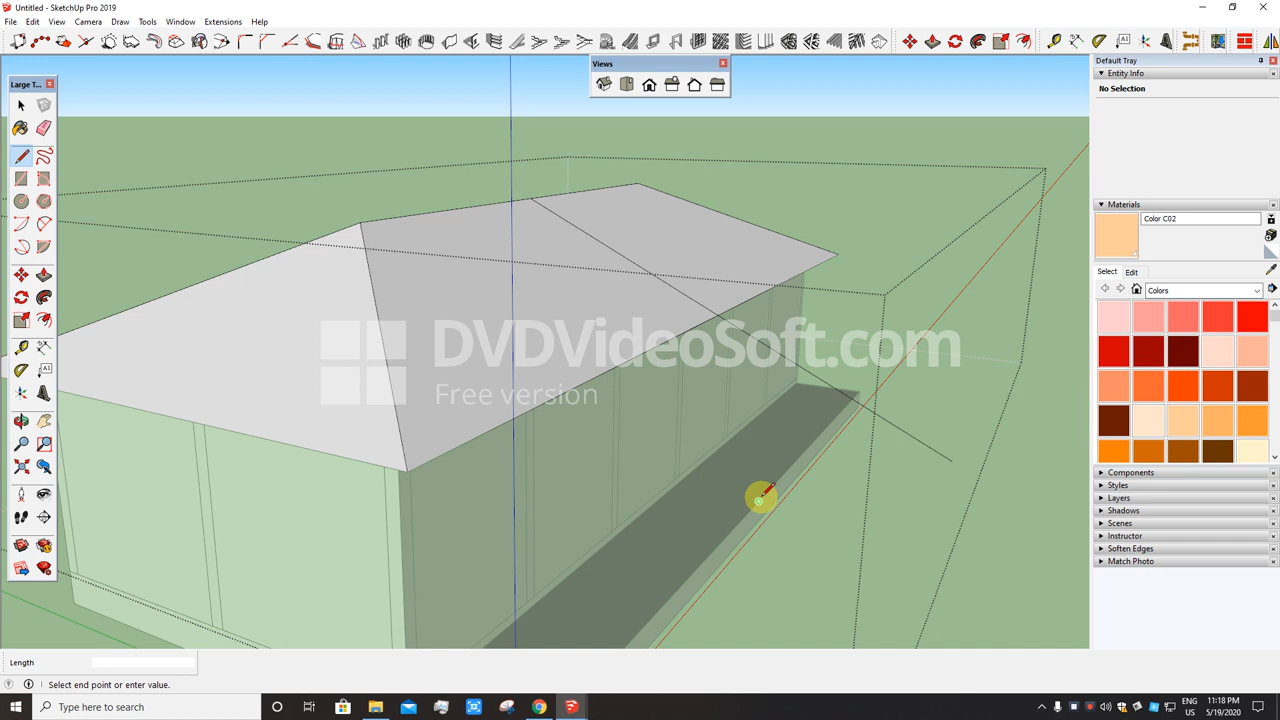 Untitled - SketchUp Pro 2019
File Edit View Camera Draw Tools Window Extensions Help
Large T...
Views
Default Tray
Entity Info
No Selection
Materials
Color C02
Select Edit
Colors
Components
Styles
Layers
Shadows
Scenes
Instructor
Soften Edges
Match Photo
DVDVideoSoft.com
Free version
Length
Select end point or enter value.
Type here to search
ENG
US
11:18 PM
5/19/2020